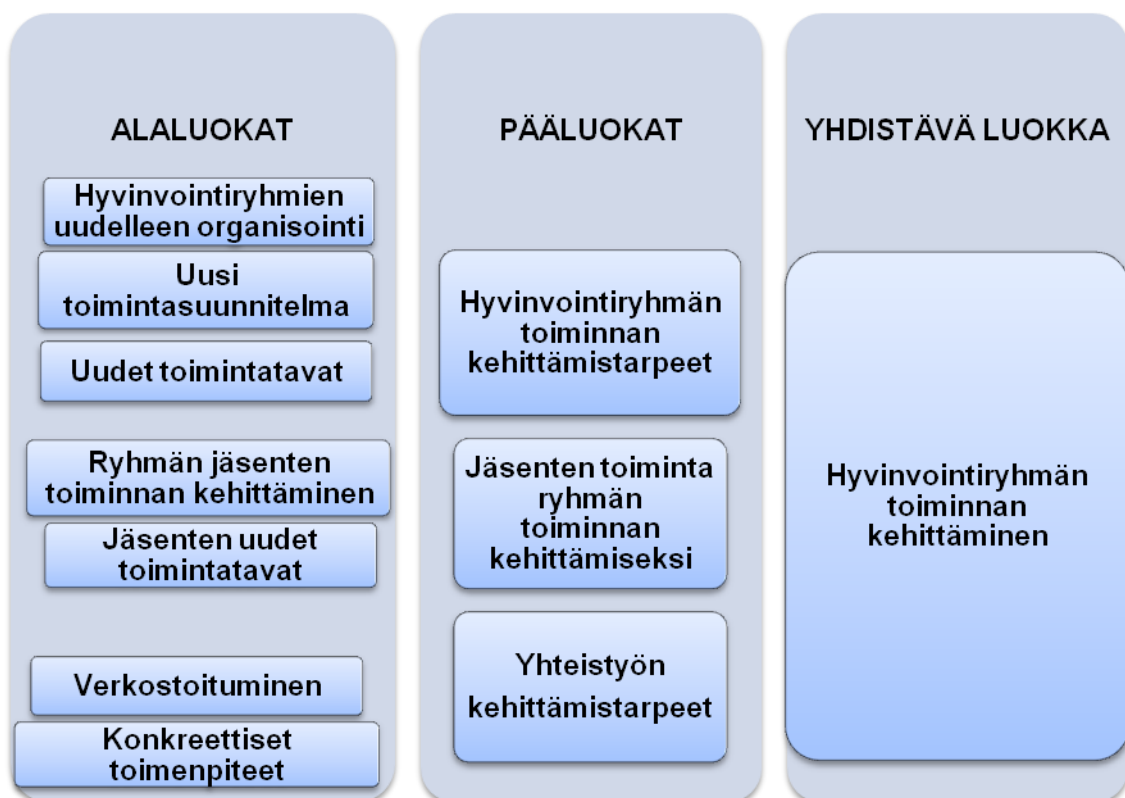 ALALUOKAT
Hyvinvointiryhmien
uudelleen organisointi
Uusi
toimintasuunnitelma
Uudet toimintatavat
Ryhmän jäsenten
toiminnan kehittäminen
Jäsenten uudet
toimintatavat
Verkostoituminen
Konkreettiset
toimenpiteet
PÄÄLUOKAT
Hyvinvointiryhmän
toiminnan
kehittämistarpeet
Jäsenten toiminta
ryhmän
toiminnan
kehittämiseksi
Yhteistyön
kehittämistarpeet
YHDISTÄVÄ LUOKKA
Hyvinvointiryhmän
toiminnan
kehittäminen